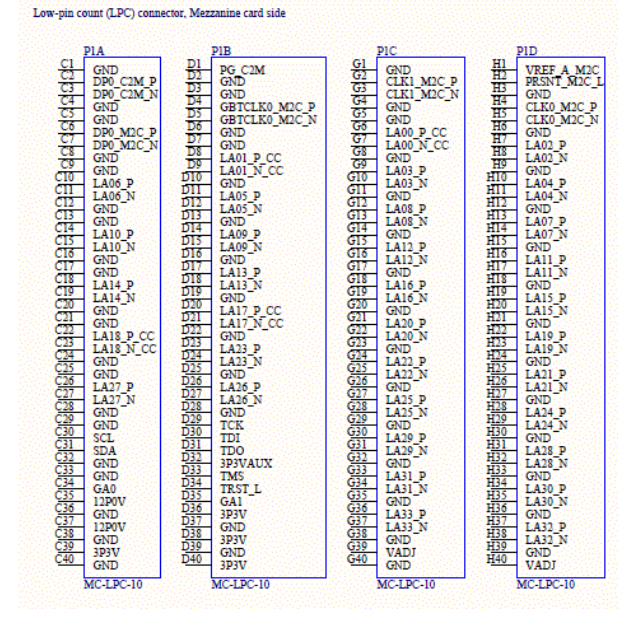 Low-pin count (LPC) connector, Mezzanine card side
P1A
C1 GND
C2 DP0_C2M_P
C3 DP0_C2M_N
C4 GND
C5 GND
C6 DP0_M2C_P
C7 DP0_M2C_N
C8 GND
C9 GND
C10 LA06_P
C11 LA06_N
C12 GND
C13 GND
C14 LA10_P
C15 LA10_N
C16 GND
C17 GND
C18 LA14_P
C19 LA14_N
C20 GND
C21 GND
C22 LA18_P_CC
C23 LA18_N_CC
C24 GND
C25 GND
C26 LA27_P
C27 LA27_N
C28 GND
C29 GND
C30 SCL
C31 SDA
C32 GND
C33 GND
C34 GA0
C35 12P0V
C36 GND
C37 12P0V
C38 GND
C39 3P3V
C40 GND
MC-LPC-10
P1B
D1 PG_C2M
D2 GND
D3 GND
D4 GBTCLK0_M2C_P
D5 GBTCLK0_M2C_N
D6 GND
D7 GND
D8 LA01_P_CC
D9 LA01_N_CC
D10 GND
D11 LA05_P
D12 LA05_N
D13 GND
D14 LA09_P
D15 LA09_N
D16 GND
D17 LA13_P
D18 LA13_N
D19 GND
D20 LA17_P_CC
D21 LA17_N_CC
D22 GND
D23 LA23_P
D24 LA23_N
D25 GND
D26 LA26_P
D27 LA26_N
D28 GND
D29 TCK
D30 TDI
D31 TDO
D32 3P3VAUX
D33 TMS
D34 TRST_L
D35 GA1
D36 3P3V
D37 GND
D38 3P3V
D39 GND
D40 3P3V
MC-LPC-10
P1C
G1 GND
G2 CLK1_M2C_P
G3 CLK1_M2C_N
G4 GND
G5 GND
G6 LA00_P_CC
G7 LA00_N_CC
G8 GND
G9 LA03_P
G10 LA03_N
G11 GND
G12 LA08_P
G13 LA08_N
G14 GND
G15 LA12_P
G16 LA12_N
G17 GND
G18 LA16_P
G19 LA16_N
G20 GND
G21 LA20_P
G22 LA20_N
G23 GND
G24 LA22_P
G25 LA22_N
G26 GND
G27 LA25_P
G28 LA25_N
G29 GND
G30 LA29_P
G31 LA29_N
G32 GND
G33 LA31_P
G34 LA31_N
G35 GND
G36 LA33_P
G37 LA33_N
G38 GND
G39 VADJ
G40 GND
MC-LPC-10
P1D
H1 VREF_A_M2C
H2 PRSNT_M2C_L
H3 GND
H4 CLK0_M2C_P
H5 CLK0_M2C_N
H6 GND
H7 LA02_P
H8 LA02_N
H9 GND
H10 LA04_P
H11 LA04_N
H12 GND
H13 LA07_P
H14 LA07_N
H15 GND
H16 LA11_P
H17 LA11_N
H18 GND
H19 LA15_P
H20 LA15_N
H21 GND
H22 LA19_P
H23 LA19_N
H24 GND
H25 LA21_P
H26 LA21_N
H27 GND
H28 LA24_P
H29 LA24_N
H30 GND
H31 LA28_P
H32 LA28_N
H33 GND
H34 LA30_P
H35 LA30_N
H36 GND
H37 LA32_P
H38 LA32_N
H39 GND
H40 VADJ
MC-LPC-10